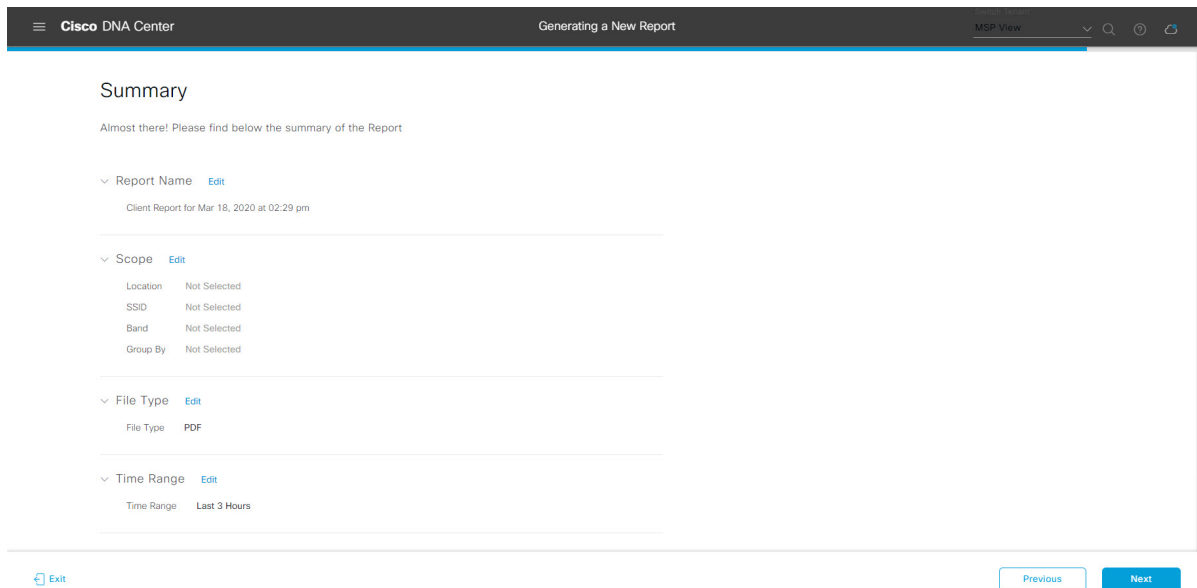 Cisco DNA Center
Generating a New Report
MSP View
Summary
Almost there! Please find below the summary of the Report
Report Name Edit
Client Report for Mar 18, 2020 at 02:29 pm
Scope Edit
Location Not Selected
SSID Not Selected
Band Not Selected
Group By Not Selected
File Type Edit
File Type PDF
Time Range Edit
Time Range Last 3 Hours
Exit
Previous
Next